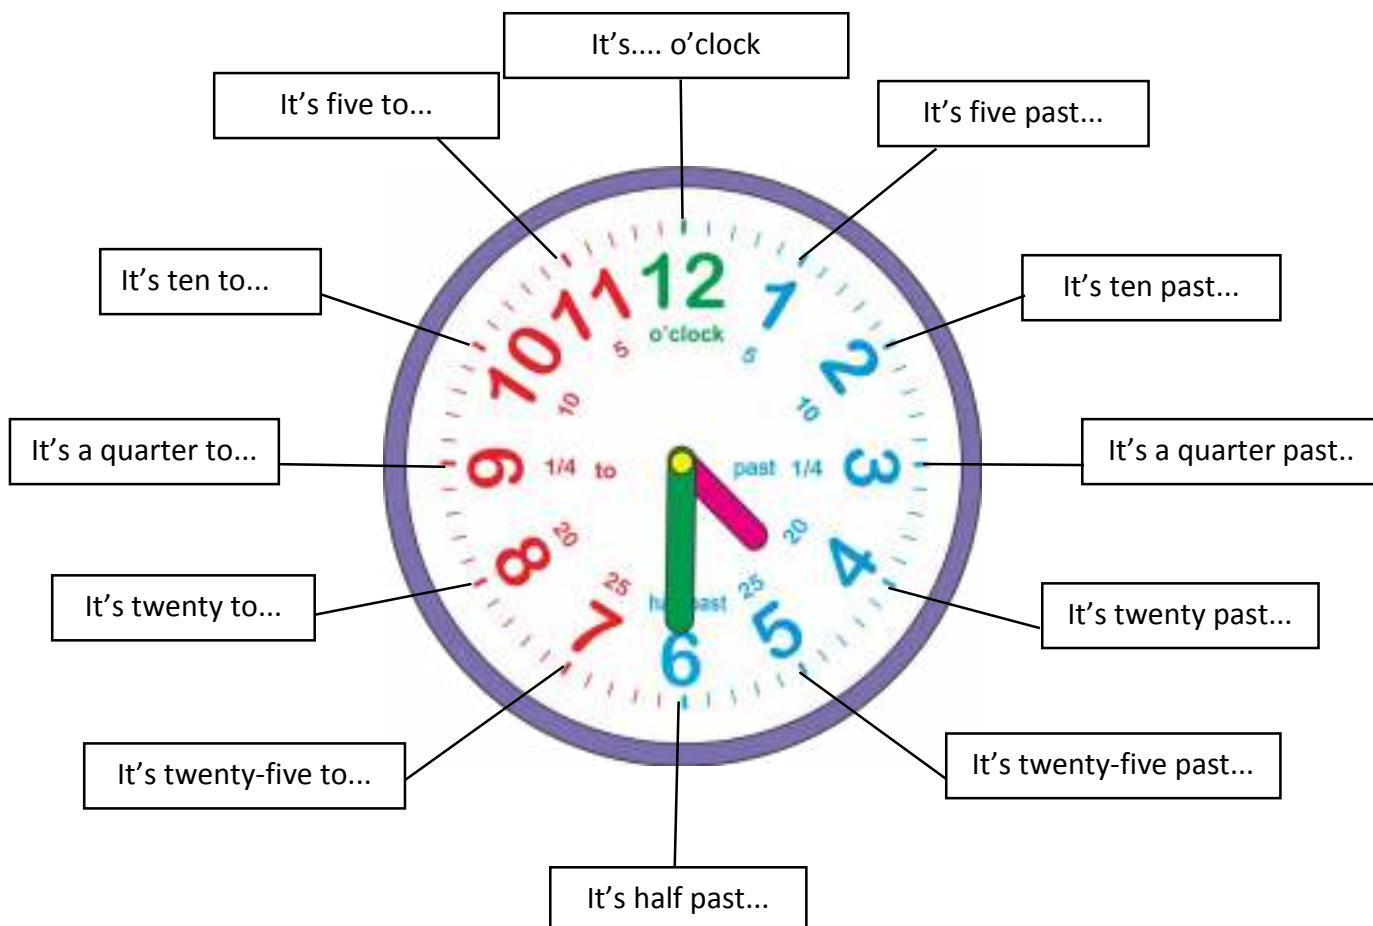 It's.... o'clock
It's five to...
It's five past...
It's ten to...
It's ten past...
It's a quarter to...
It's a quarter past..
It's twenty to...
It's twenty past...
It's twenty-five to...
It's twenty-five past...
It's half past...
12
o'clock
11
5
1
5
10
10
2
10
9
1/4
to
past
1/4
3
8
20
20
4
7
25
25
5
past
6